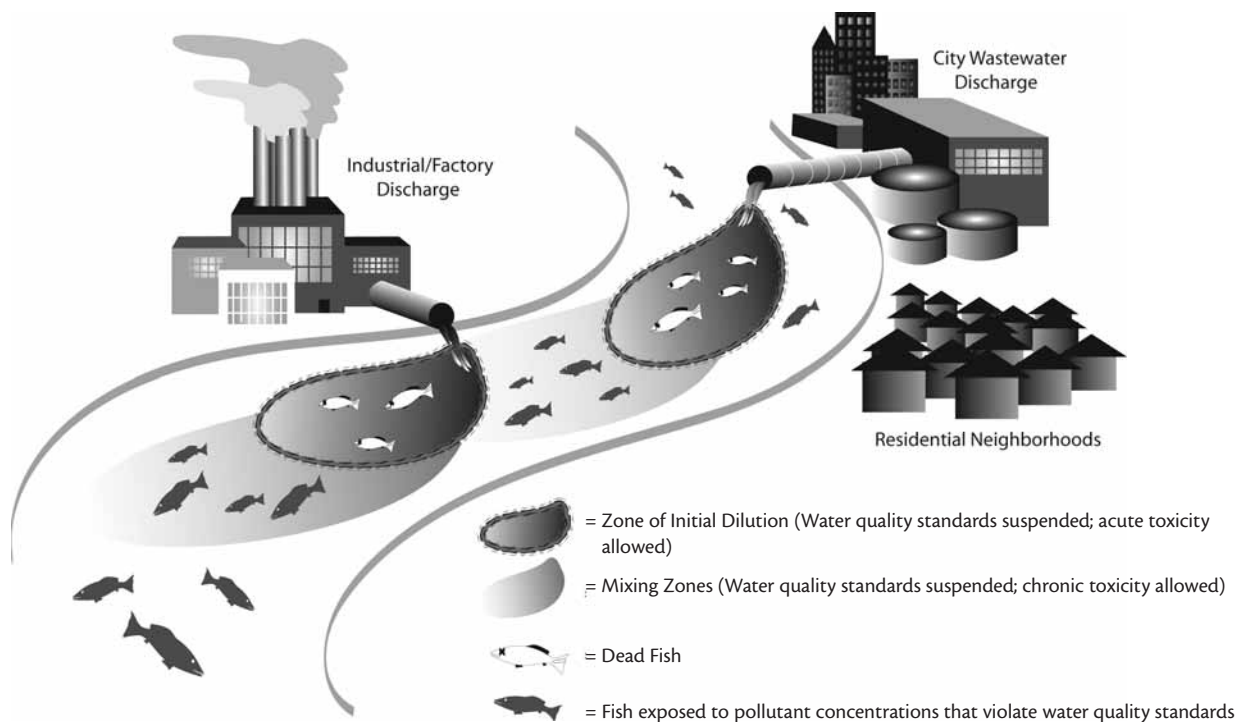 City Wastewater
Discharge
Industrial/Factory
Discharge
Residential Neighborhoods
= Zone of Initial Dilution (Water quality standards suspended; acute toxicity
allowed)
= Mixing Zones (Water quality standards suspended; chronic toxicity allowed)
= Dead Fish
= Fish exposed to pollutant concentrations that violate water quality standards